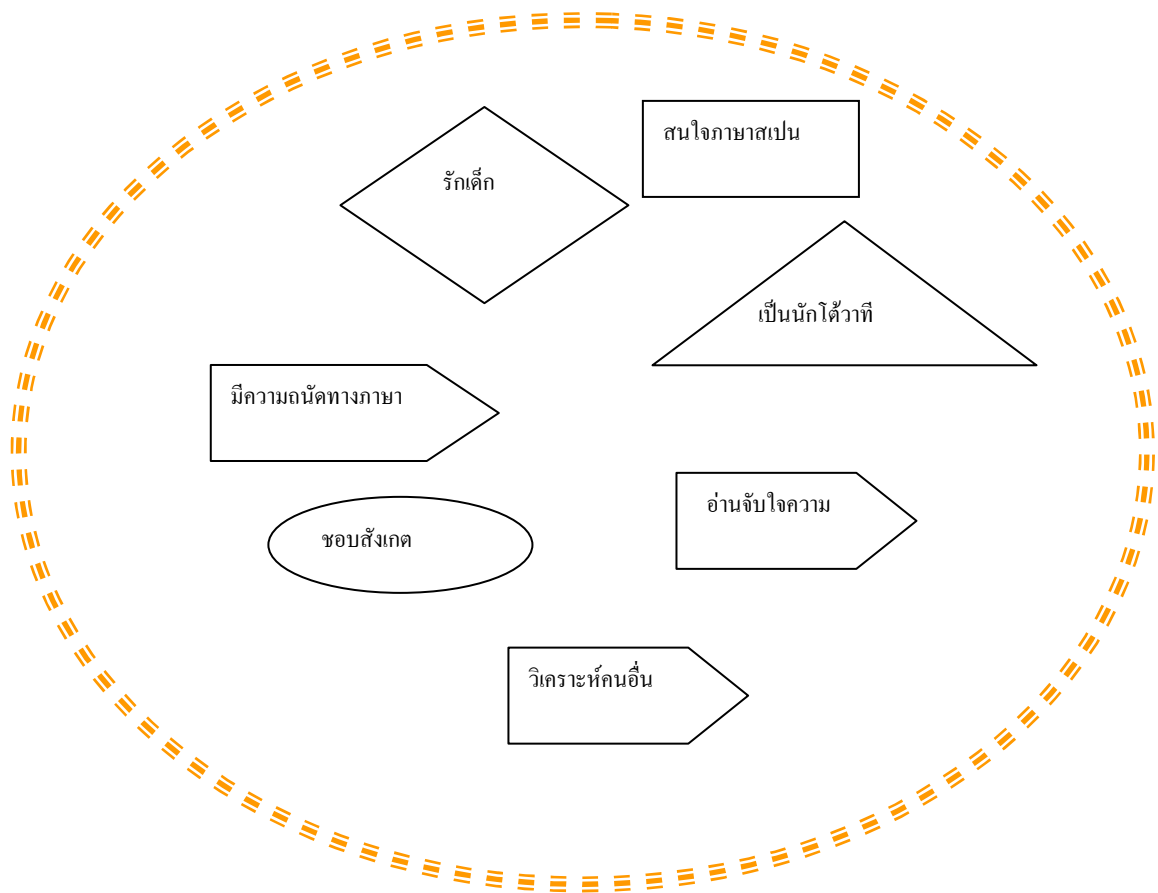 สนใจภาษาสเปน
รักเด็ก
เป็นนักโต้วาที
มีความถนัดทางภาษา
อ่านจับใจความ
ชอบสังเกต
วิเคราะห์คนอื่น